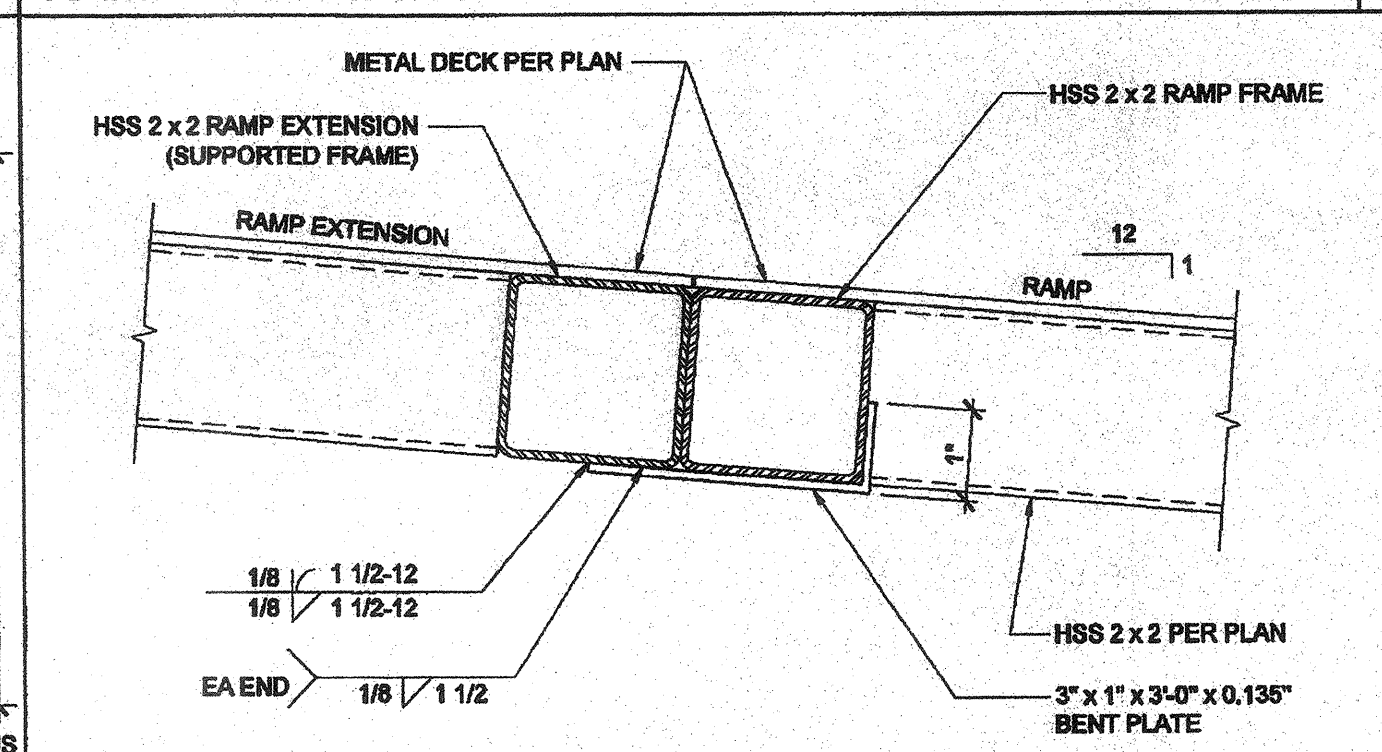 METAL DECK PER PLAN
HSS 2 x 2 RAMP FRAME
HSS 2 x 2 RAMP EXTENSION
(SUPPORTED FRAME)
RAMP EXTENSION
12
1
RAMP
1"
1/8 1 1/2-12
1/8 1 1/2-12
HSS 2 x 2 PER PLAN
EA END
1/8 1 1/2
3" x 1" x 3'-0" x 0.135"
BENT PLATE